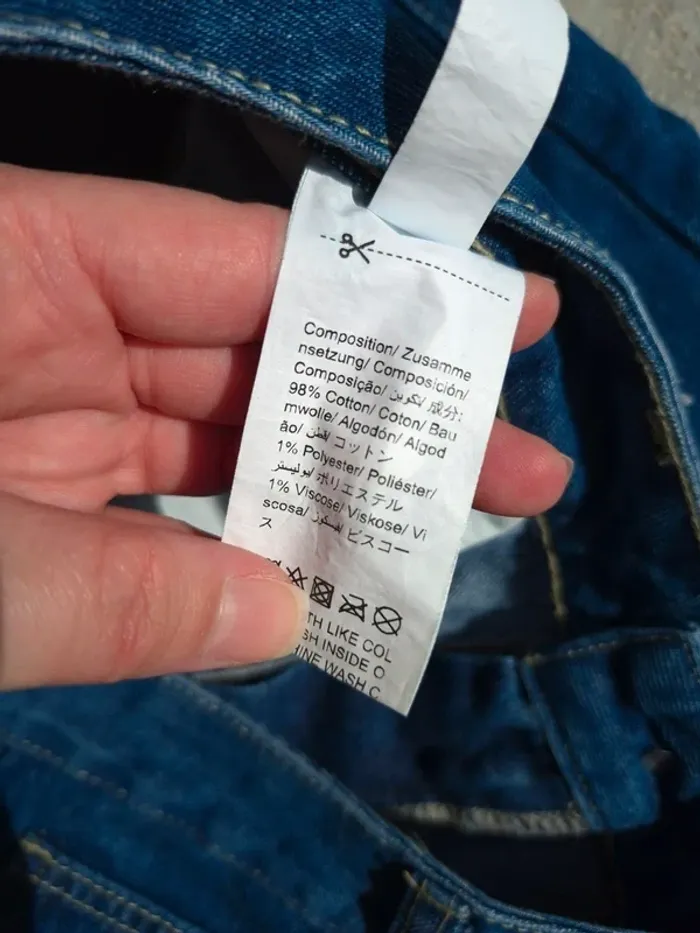 Composition/ Zusamme
nsetzung/ Composición/
Composição/ تكوين/ 成分:
98% Cotton/ Coton/ Bau
mwolle/ Algodón/ Algod
ão/ قطن/ コットン
1% Polyester/ Poliéster/
بوليستر/ ポリエステル
1% Viscose/ Viskose/ Vi
scosa/ فيسكوز/ ビスコー
ス
TH LIKE COL
SH INSIDE O
INE WASH C